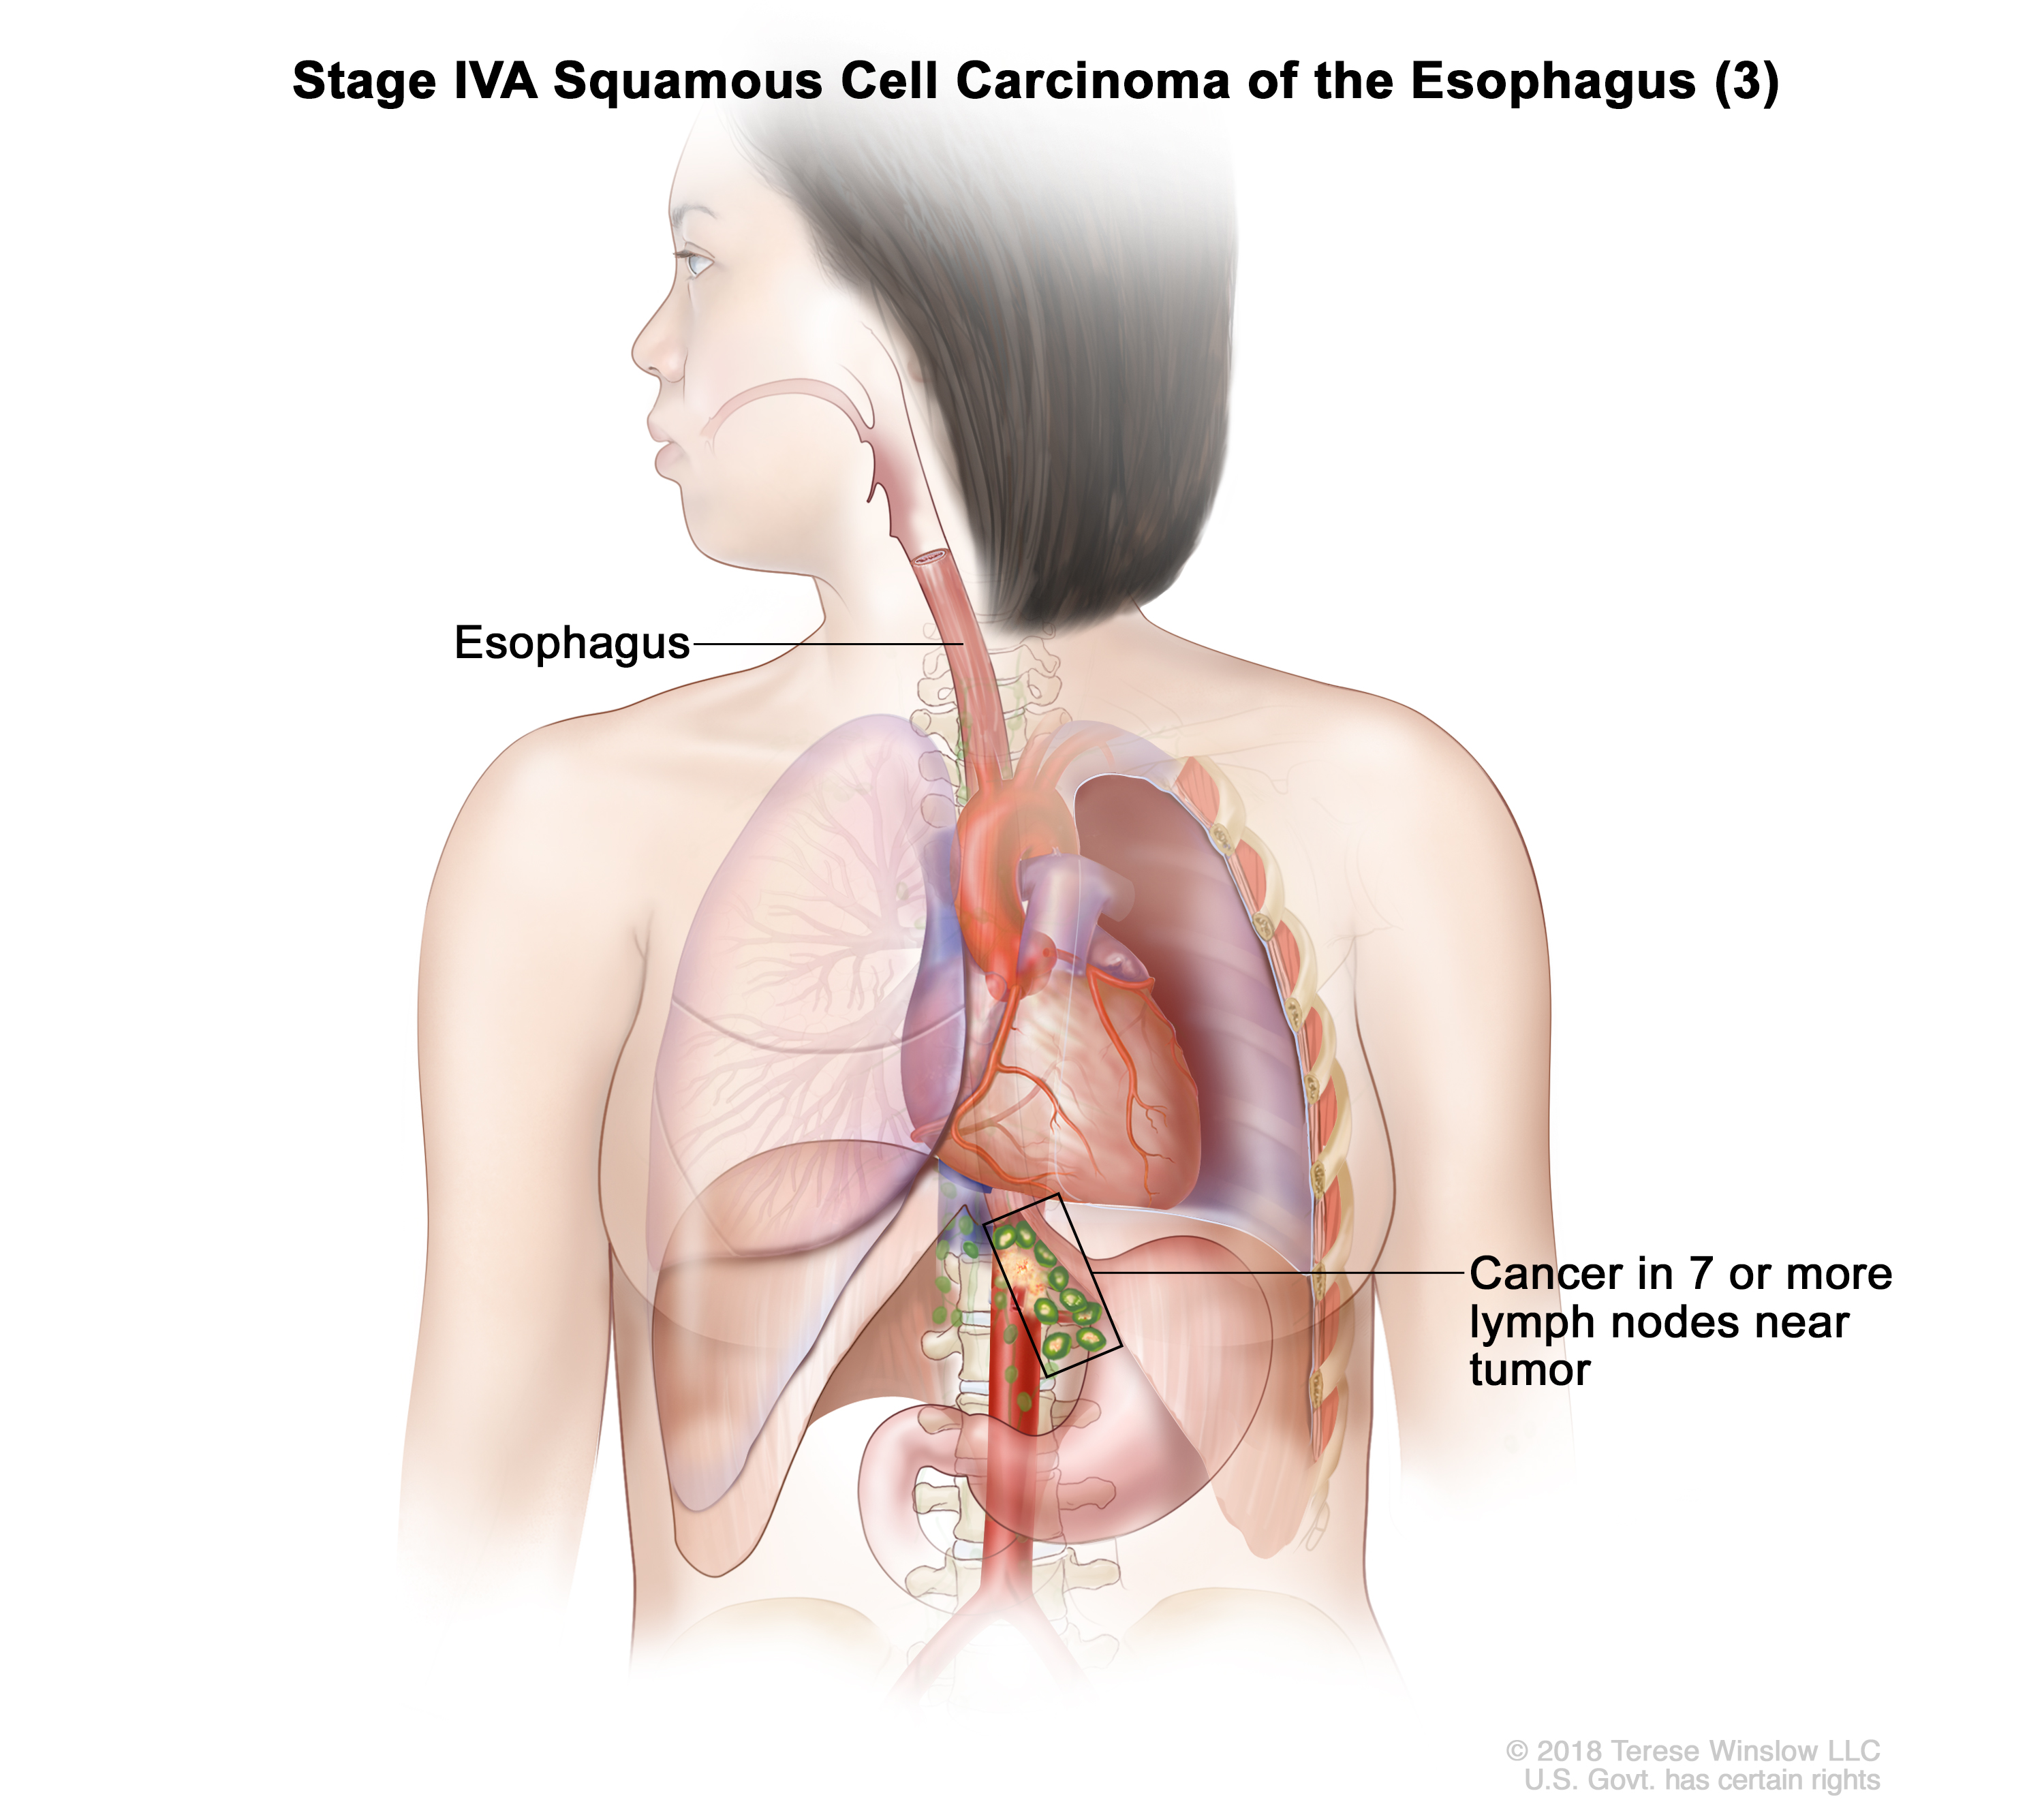 Stage IVA Squamous Cell Carcinoma of the Esophagus (3)
Esophagus
Cancer in 7 or more
lymph nodes near
tumor
© 2018 Terese Winslow LLC
U.S. Govt. has certain rights